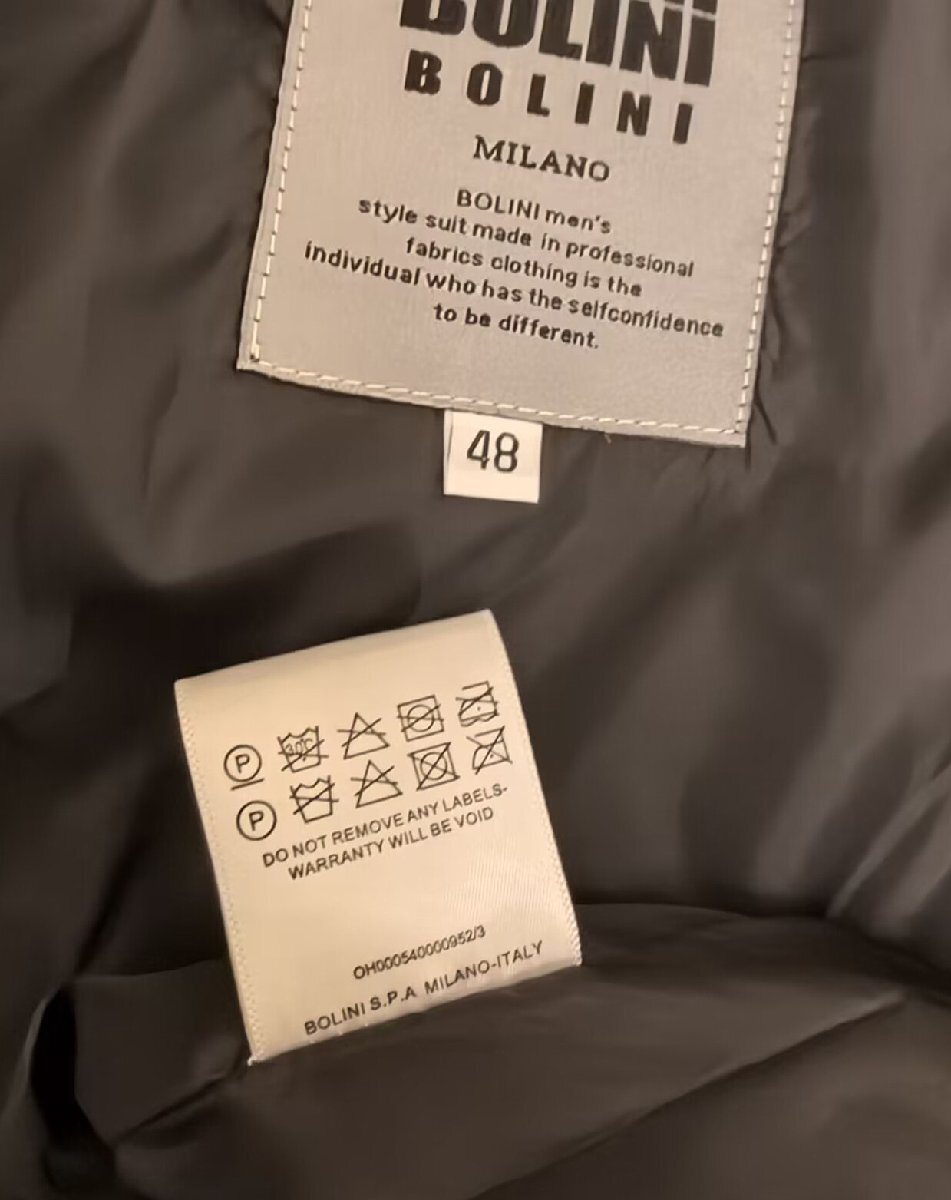 BOLINI
BOLINI
MILANO
BOLINI men's
style suit made in professional
fabrics clothing is the
individual who has the selfconfidence
to be different.
48
P 30°C
P
DO NOT REMOVE ANY LABELS-
WARRANTY WILL BE VOID
OH000540000952/3
BOLINI S.P.A MILANO-ITALY